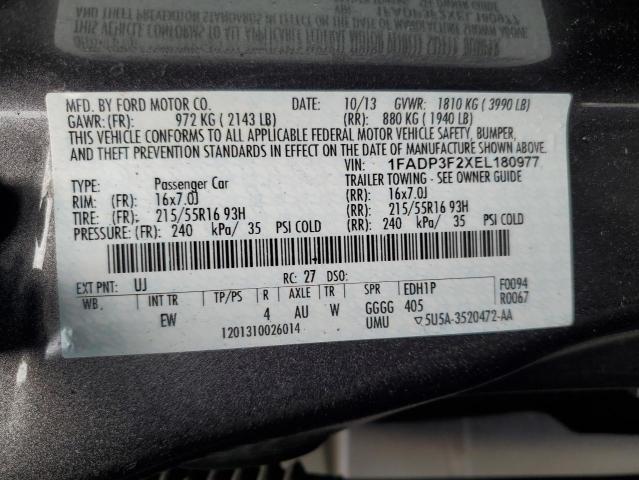 MFD. BY FORD MOTOR CO. DATE: 10/13 GVWR: 1810 KG ( 3990 LB)
GAWR: (FR): 972 KG ( 2143 LB) (RR): 880 KG ( 1940 LB)
THIS VEHICLE CONFORMS TO ALL APPLICABLE FEDERAL MOTOR VEHICLE SAFETY, BUMPER,
AND THEFT PREVENTION STANDARDS IN EFFECT ON THE DATE OF MANUFACTURE SHOWN ABOVE.
VIN: 1FADP3F2XEL180977
TYPE: Passenger Car TRAILER TOWING - SEE OWNER GUIDE
RIM: (FR): 16x7.0J (RR): 16x7.0J
TIRE: (FR): 215/55R16 93H (RR): 215/55R16 93H
PRESSURE: (FR): 240 kPa/ 35 PSI COLD (RR): 240 kPa/ 35 PSI COLD
EXT PNT: UJ RC: 27 DSO:
WB INT TR TP/PS R AXLE TR SPR EDH1P F0094
EW 4 AU W GGGG 405 R0067
1201310026014 UMU ▽5U5A-3520472-AA